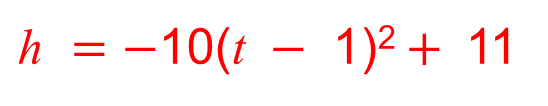 h = −10(t − 1)² + 11